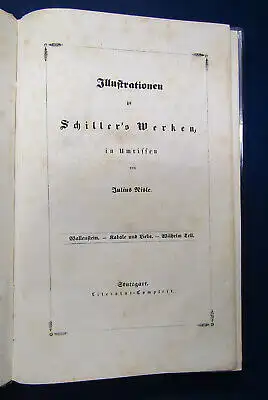 Illustrationen
zu
Schiller's Werken,
in Umrissen
von
Julius Nisle.
Wallenstein. – Kabale und Liebe. – Wilhelm Tell.
Stuttgart.
Literatur-Comptoir.